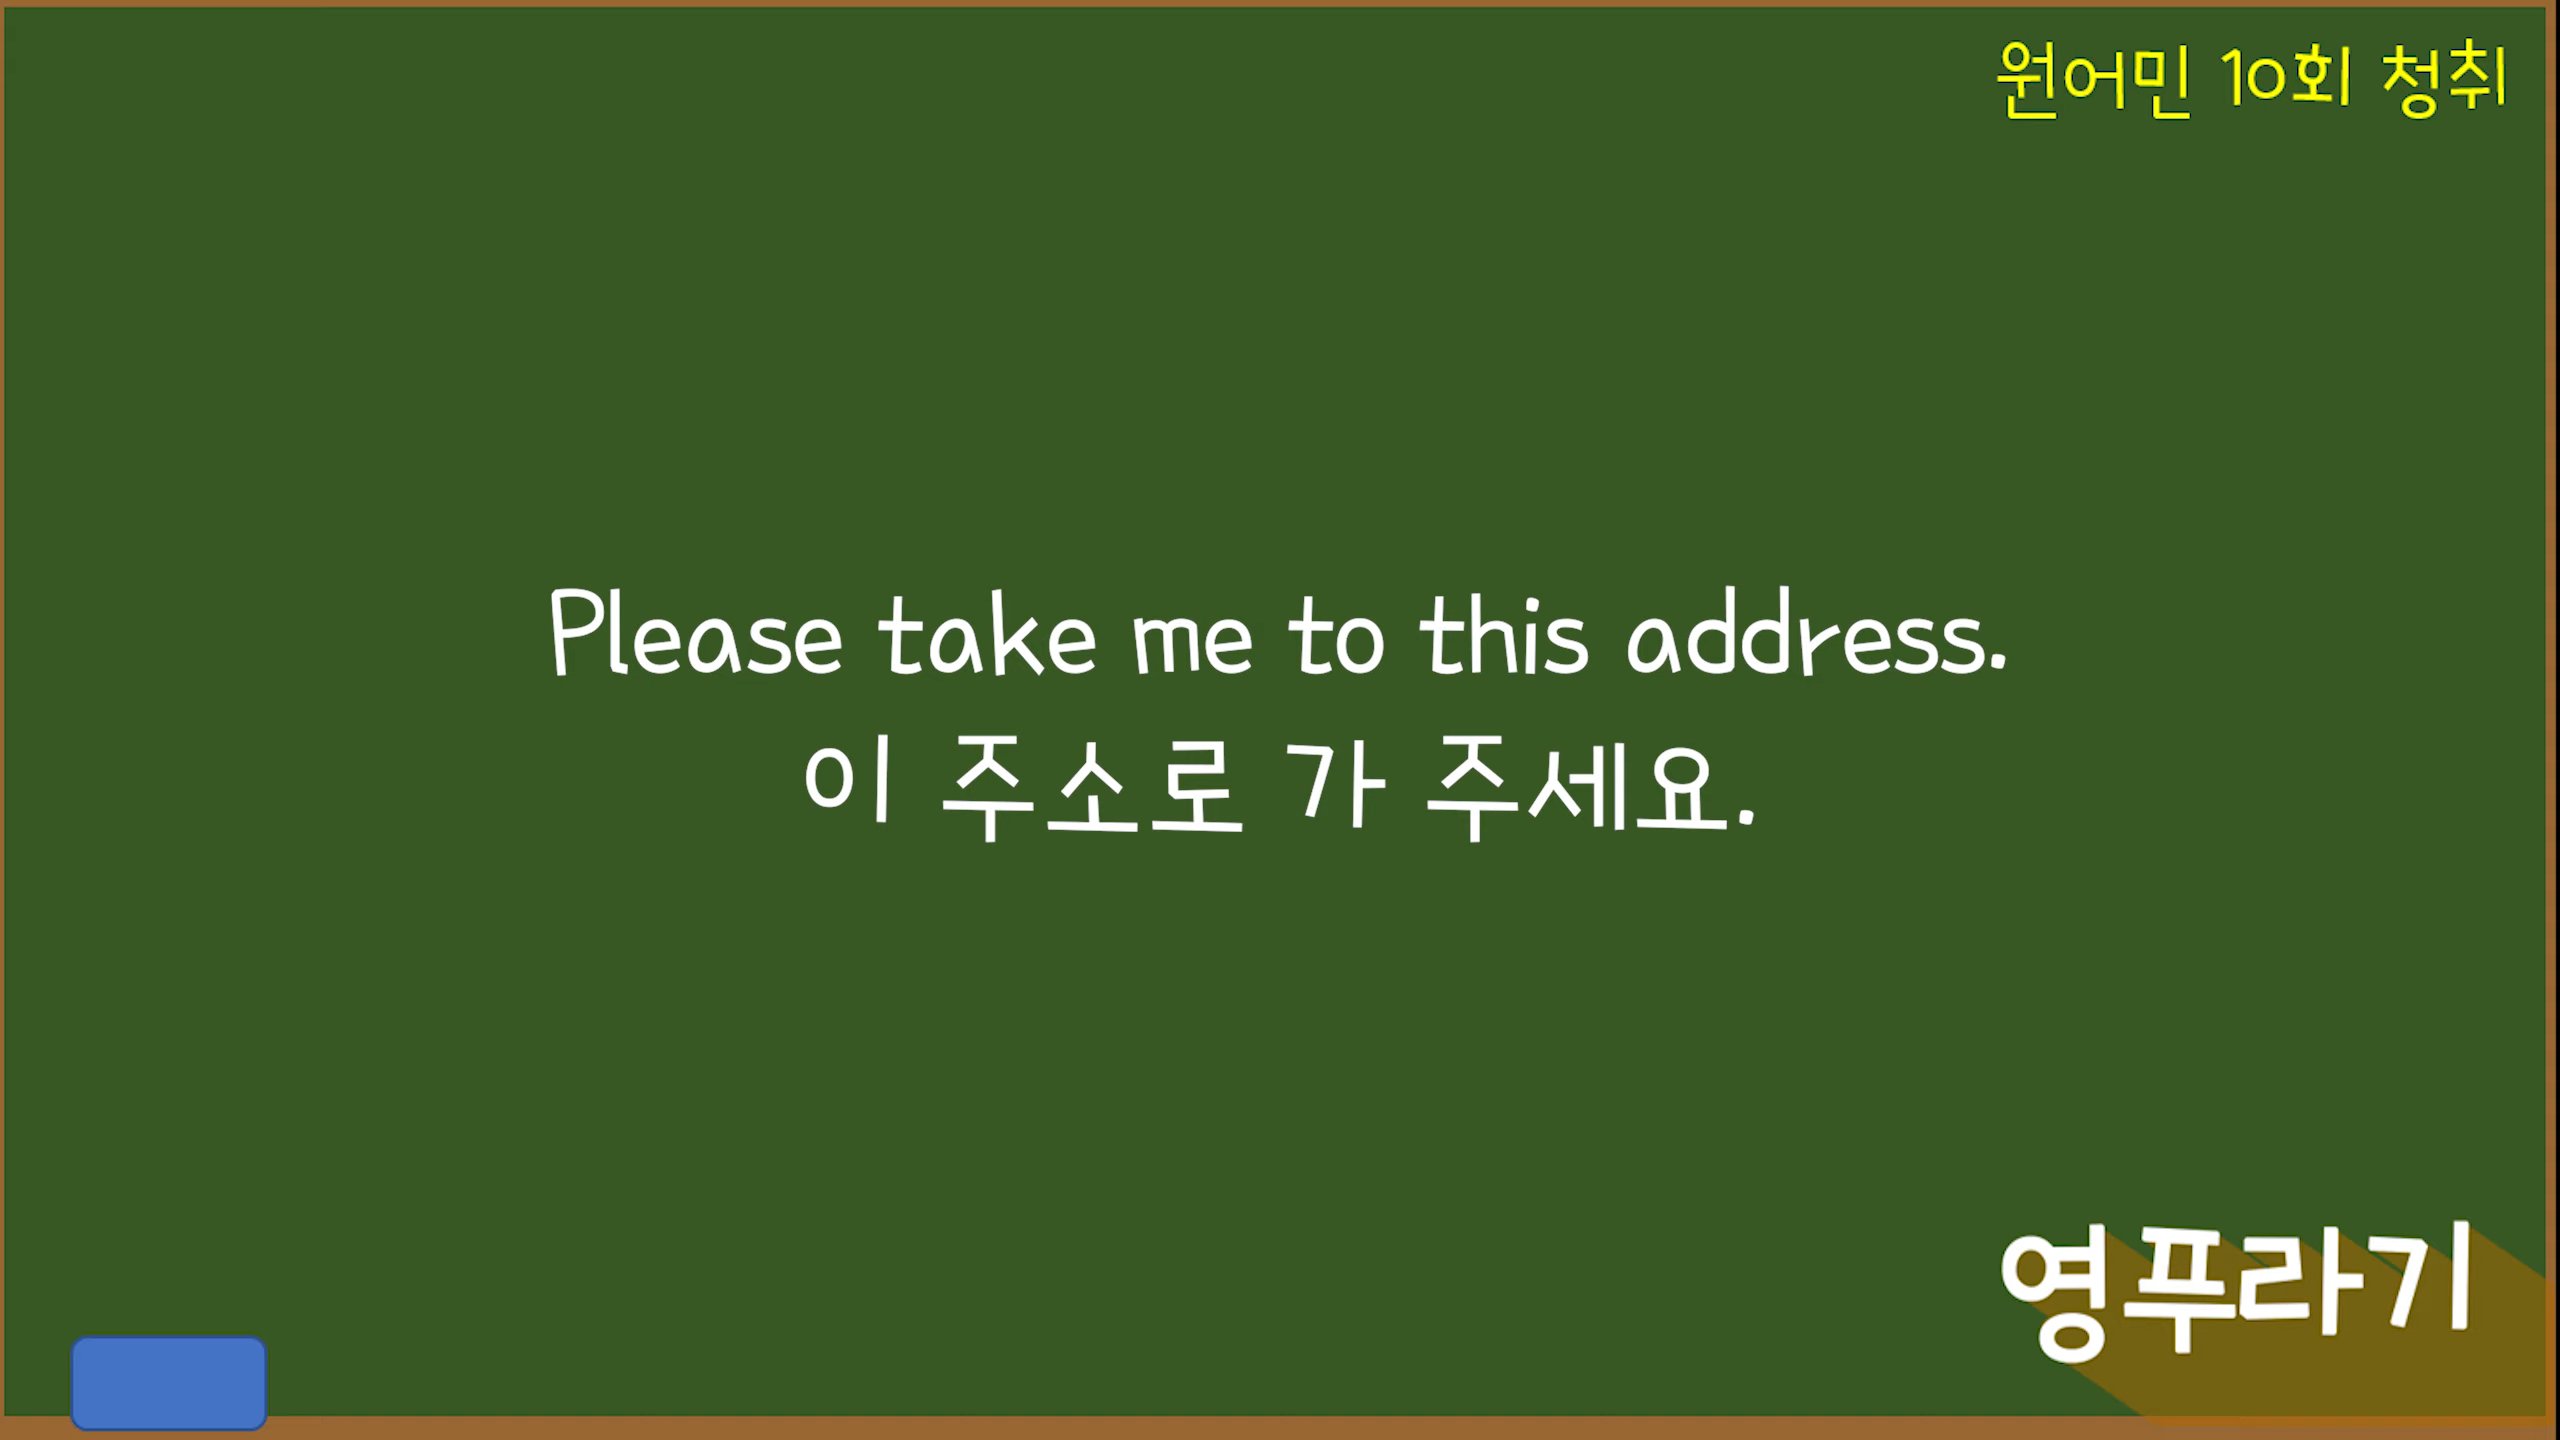 원어민 10회 청취
Please take me to this address.
이 주소로 가 주세요.
영푸라기